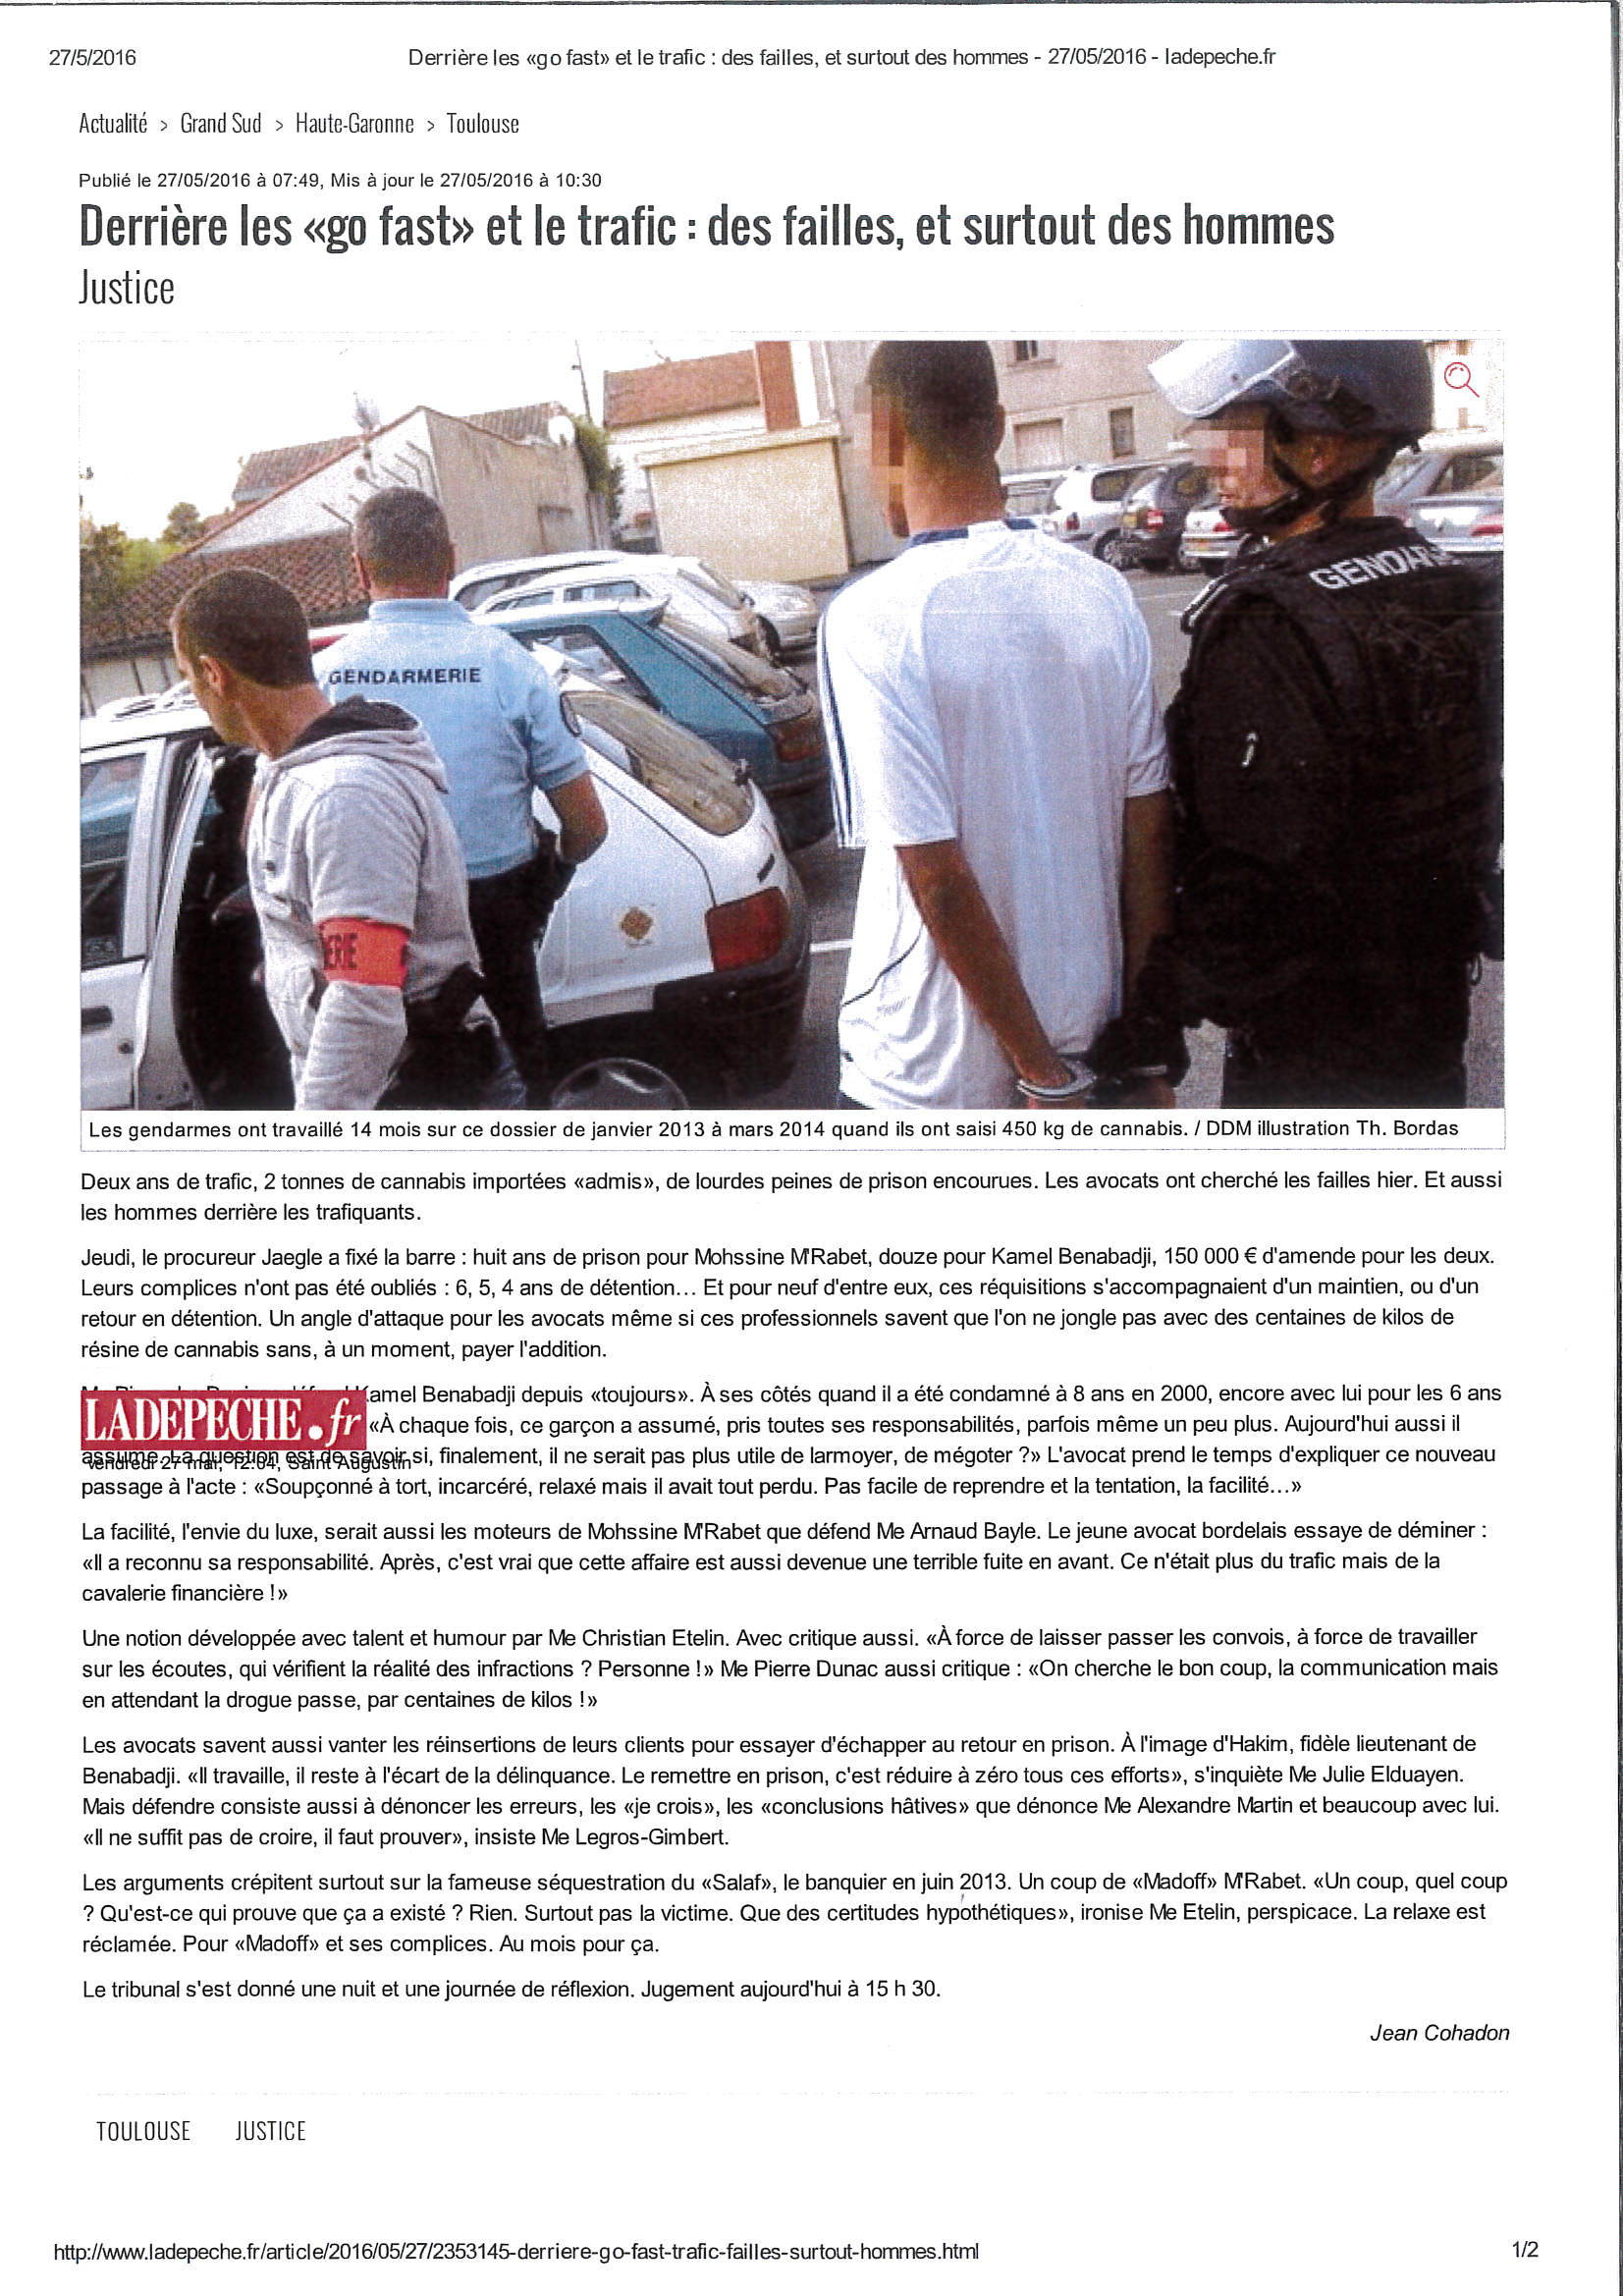 27/5/2016
Derrière les «go fast» et le trafic : des failles, et surtout des hommes - 27/05/2016 - ladepeche.fr
Actualité > Grand Sud > Haute-Garonne > Toulouse
Publié le 27/05/2016 à 07:49, Mis à jour le 27/05/2016 à 10:30
Derrière les «go fast» et le trafic : des failles, et surtout des hommes
Justice
GENDARMERIE
GENDAR
ERIE
Les gendarmes ont travaillé 14 mois sur ce dossier de janvier 2013 à mars 2014 quand ils ont saisi 450 kg de cannabis. / DDM illustration Th. Bordas
Deux ans de trafic, 2 tonnes de cannabis importées «admis», de lourdes peines de prison encourues. Les avocats ont cherché les failles hier. Et aussi
les hommes derrière les trafiquants.
Jeudi, le procureur Jaegle a fixé la barre : huit ans de prison pour Mohssine M'Rabet, douze pour Kamel Benabadji, 150 000 € d'amende pour les deux.
Leurs complices n'ont pas été oubliés : 6, 5, 4 ans de détention… Et pour neuf d'entre eux, ces réquisitions s'accompagnaient d'un maintien, ou d'un
retour en détention. Un angle d'attaque pour les avocats même si ces professionnels savent que l'on ne jongle pas avec des centaines de kilos de
résine de cannabis sans, à un moment, payer l'addition.
Kamel Benabadji depuis «toujours». À ses côtés quand il a été condamné à 8 ans en 2000, encore avec lui pour les 6 ans
LADEPECHE.fr «À chaque fois, ce garçon a assumé, pris toutes ses responsabilités, parfois même un peu plus. Aujourd'hui aussi il
assume. La question est de savoir si, finalement, il ne serait pas plus utile de larmoyer, de mégoter ?» L'avocat prend le temps d'expliquer ce nouveau
vendredi 27 mai, 12:04, Saint Augustin
passage à l'acte : «Soupçonné à tort, incarcéré, relaxé mais il avait tout perdu. Pas facile de reprendre et la tentation, la facilité…»
La facilité, l'envie du luxe, serait aussi les moteurs de Mohssine M'Rabet que défend Me Arnaud Bayle. Le jeune avocat bordelais essaye de déminer :
«Il a reconnu sa responsabilité. Après, c'est vrai que cette affaire est aussi devenue une terrible fuite en avant. Ce n'était plus du trafic mais de la
cavalerie financière !»
Une notion développée avec talent et humour par Me Christian Etelin. Avec critique aussi. «À force de laisser passer les convois, à force de travailler
sur les écoutes, qui vérifient la réalité des infractions ? Personne !» Me Pierre Dunac aussi critique : «On cherche le bon coup, la communication mais
en attendant la drogue passe, par centaines de kilos !»
Les avocats savent aussi vanter les réinsertions de leurs clients pour essayer d'échapper au retour en prison. À l'image d'Hakim, fidèle lieutenant de
Benabadji. «Il travaille, il reste à l'écart de la délinquance. Le remettre en prison, c'est réduire à zéro tous ces efforts», s'inquiète Me Julie Elduayen.
Mais défendre consiste aussi à dénoncer les erreurs, les «je crois», les «conclusions hâtives» que dénonce Me Alexandre Martin et beaucoup avec lui.
«Il ne suffit pas de croire, il faut prouver», insiste Me Legros-Gimbert.
Les arguments crépitent surtout sur la fameuse séquestration du «Salaf», le banquier en juin 2013. Un coup de «Madoff» M'Rabet. «Un coup, quel coup
? Qu'est-ce qui prouve que ça a existé ? Rien. Surtout pas la victime. Que des certitudes hypothétiques», ironise Me Etelin, perspicace. La relaxe est
réclamée. Pour «Madoff» et ses complices. Au mois pour ça.
Le tribunal s'est donné une nuit et une journée de réflexion. Jugement aujourd'hui à 15 h 30.
Jean Cohadon
TOULOUSE JUSTICE
http://www.ladepeche.fr/article/2016/05/27/2353145-derriere-go-fast-trafic-failles-surtout-hommes.html
1/2